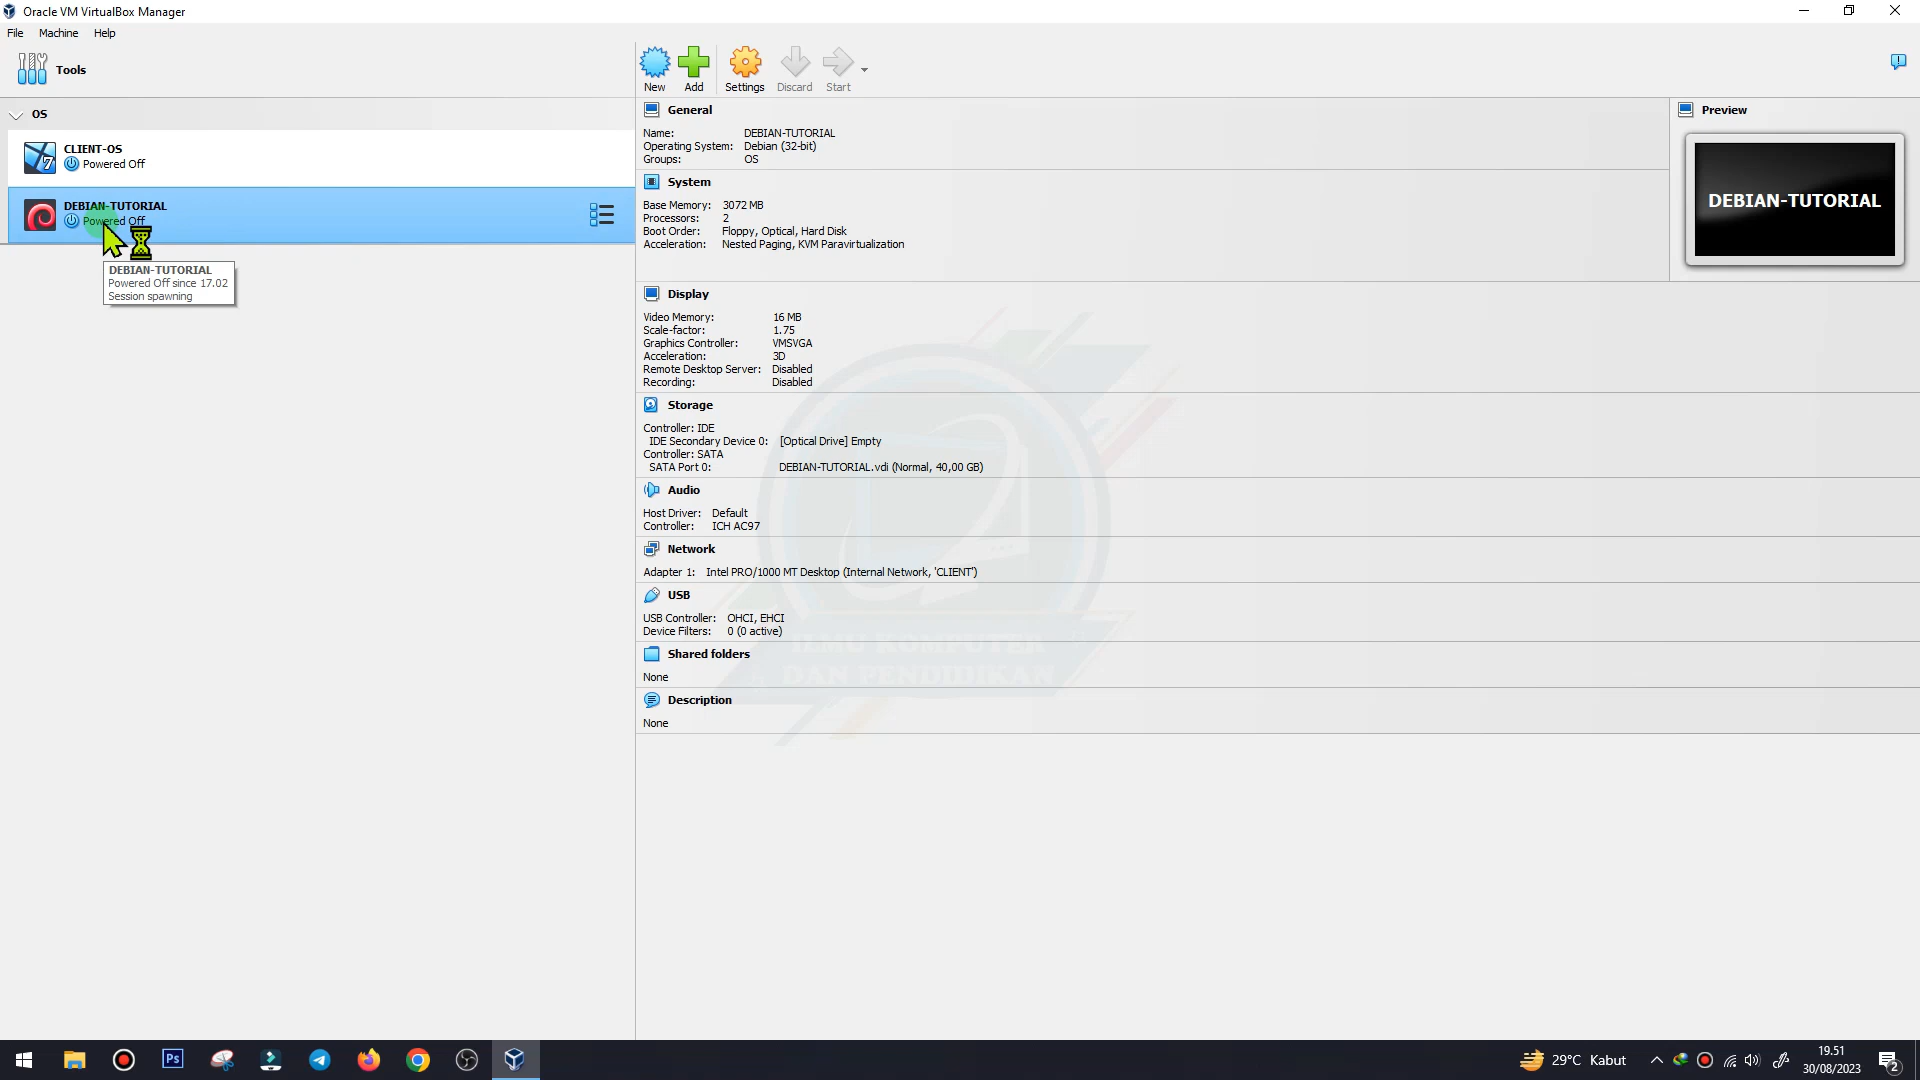 Oracle VM VirtualBox Manager
File Machine Help
Tools
New Add Settings Discard Start
OS
CLIENT-OS
Powered Off
DEBIAN-TUTORIAL
Powered Off
DEBIAN-TUTORIAL
Powered Off since 17.02
Session spawning
General
Name: DEBIAN-TUTORIAL
Operating System: Debian (32-bit)
Groups: OS
Preview
DEBIAN-TUTORIAL
System
Base Memory: 3072 MB
Processors: 2
Boot Order: Floppy, Optical, Hard Disk
Acceleration: Nested Paging, KVM Paravirtualization
Display
Video Memory: 16 MB
Scale-factor: 1.75
Graphics Controller: VMSVGA
Acceleration: 3D
Remote Desktop Server: Disabled
Recording: Disabled
Storage
Controller: IDE
IDE Secondary Device 0: [Optical Drive] Empty
Controller: SATA
SATA Port 0: DEBIAN-TUTORIAL.vdi (Normal, 40,00 GB)
Audio
Host Driver: Default
Controller: ICH AC97
Network
Adapter 1: Intel PRO/1000 MT Desktop (Internal Network, 'CLIENT')
USB
USB Controller: OHCI, EHCI
Device Filters: 0 (0 active)
ILMU KOMPUTER
DAN PENDIDIKAN
Shared folders
None
Description
None
Ps
29°C Kabut
19.51
30/08/2023
2